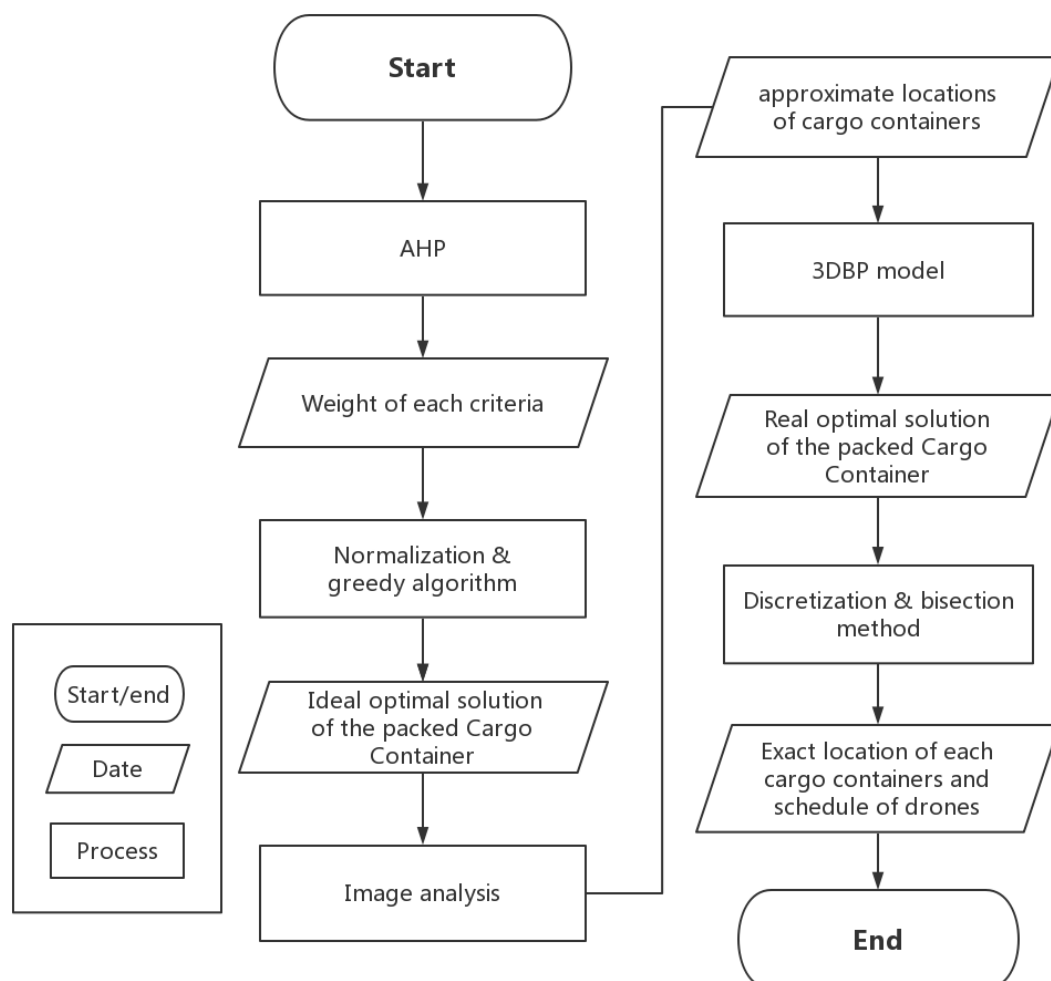 Start
AHP
Weight of each criteria
Normalization &
greedy algorithm
Ideal optimal solution
of the packed Cargo
Container
Image analysis
approximate locations
of cargo containers
3DBP model
Real optimal solution
of the packed Cargo
Container
Discretization & bisection
method
Exact location of each
cargo containers and
schedule of drones
End
Start/end
Date
Process